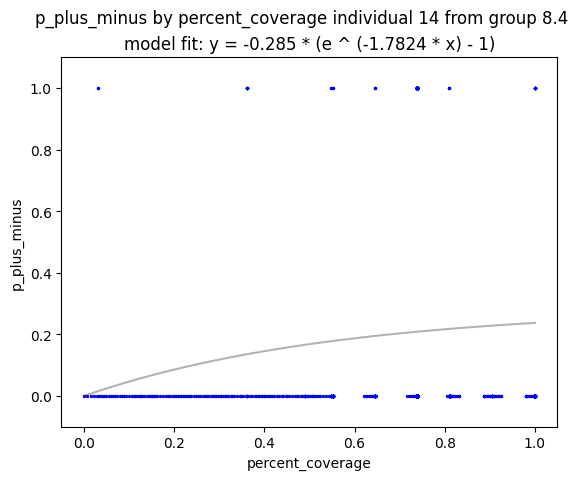 p_plus_minus by percent_coverage individual 14 from group 8.4
model fit: y = -0.285 * (e ^ (-1.7824 * x) - 1)
1.0
0.8
0.6
0.4
0.2
0.0
p_plus_minus
0.0 0.2 0.4 0.6 0.8 1.0
percent_coverage